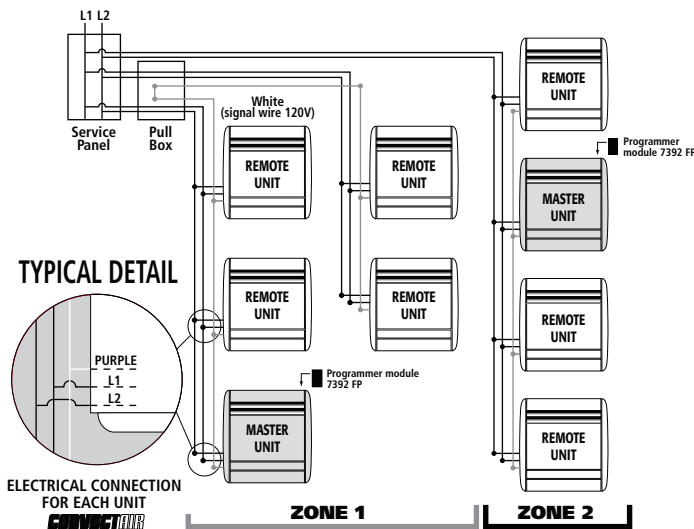 L1 L2
Service
Panel
Pull
Box
White
(signal wire 120V)
REMOTE
UNIT
REMOTE
UNIT
REMOTE
UNIT
Programmer
module 7392 FP
MASTER
UNIT
TYPICAL DETAIL
REMOTE
UNIT
REMOTE
UNIT
REMOTE
UNIT
PURPLE
L1
L2
Programmer module
7392 FP
MASTER
UNIT
REMOTE
UNIT
ELECTRICAL CONNECTION
FOR EACH UNIT
CONVECTAIR
ZONE 1
ZONE 2